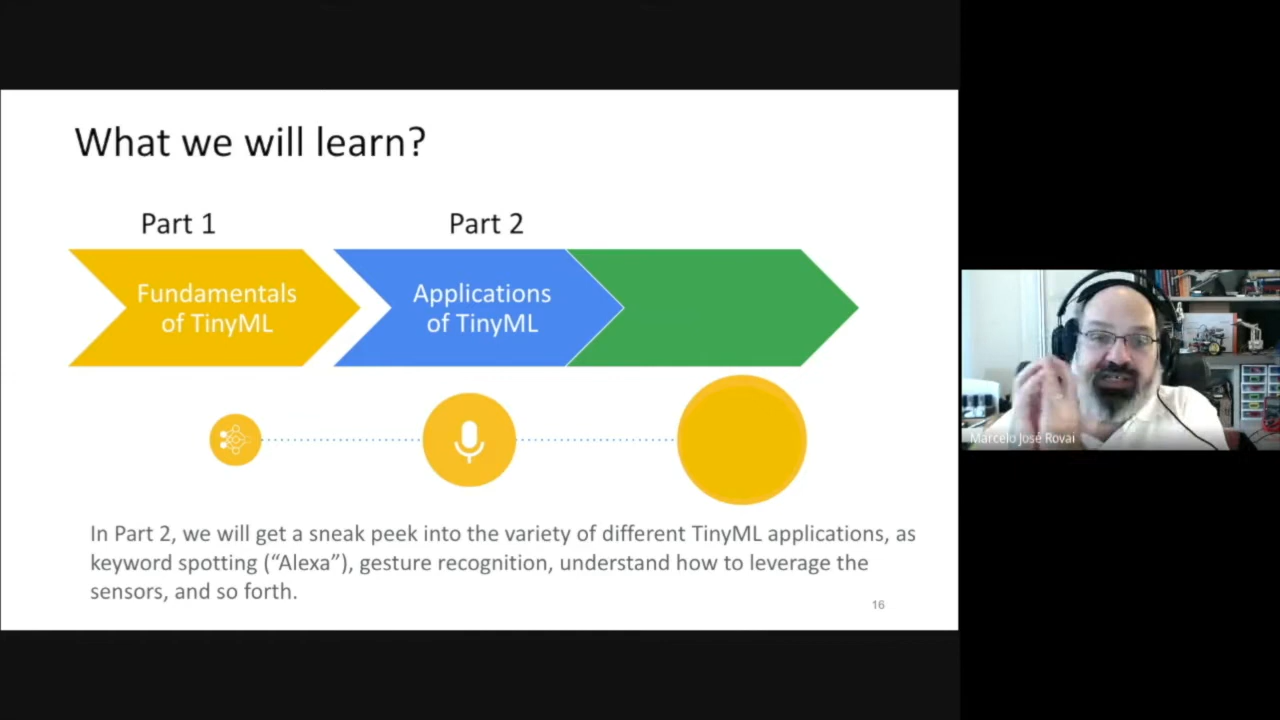 What we will learn?
Part 1
Part 2
Fundamentals
of TinyML
Applications
of TinyML
In Part 2, we will get a sneak peek into the variety of different TinyML applications, as
keyword spotting (“Alexa”), gesture recognition, understand how to leverage the
sensors, and so forth.
16
Marcelo José Rovai